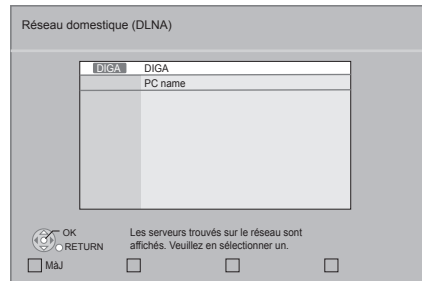 Réseau domestique (DLNA)
DIGA DIGA
PC name
OK
RETURN
Les serveurs trouvés sur le réseau sont
affichés. Veuillez en sélectionner un.
MàJ